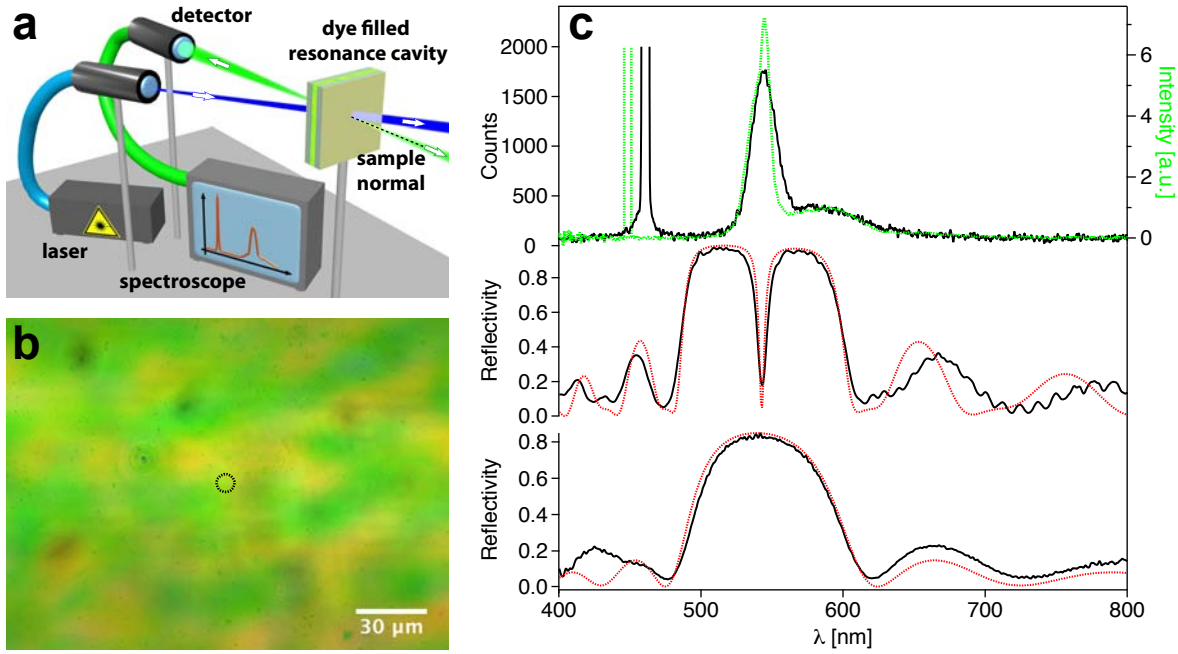 a
detector
dye filled
resonance cavity
sample
normal
laser
spectroscope
b
30 µm
c
2000
1500
1000
500
0
Counts
6
4
2
0
Intensity [a.u.]
0.8
0.6
0.4
0.2
0.0
Reflectivity
0.8
0.6
0.4
0.2
0.0
Reflectivity
400
500
600
700
800
λ [nm]